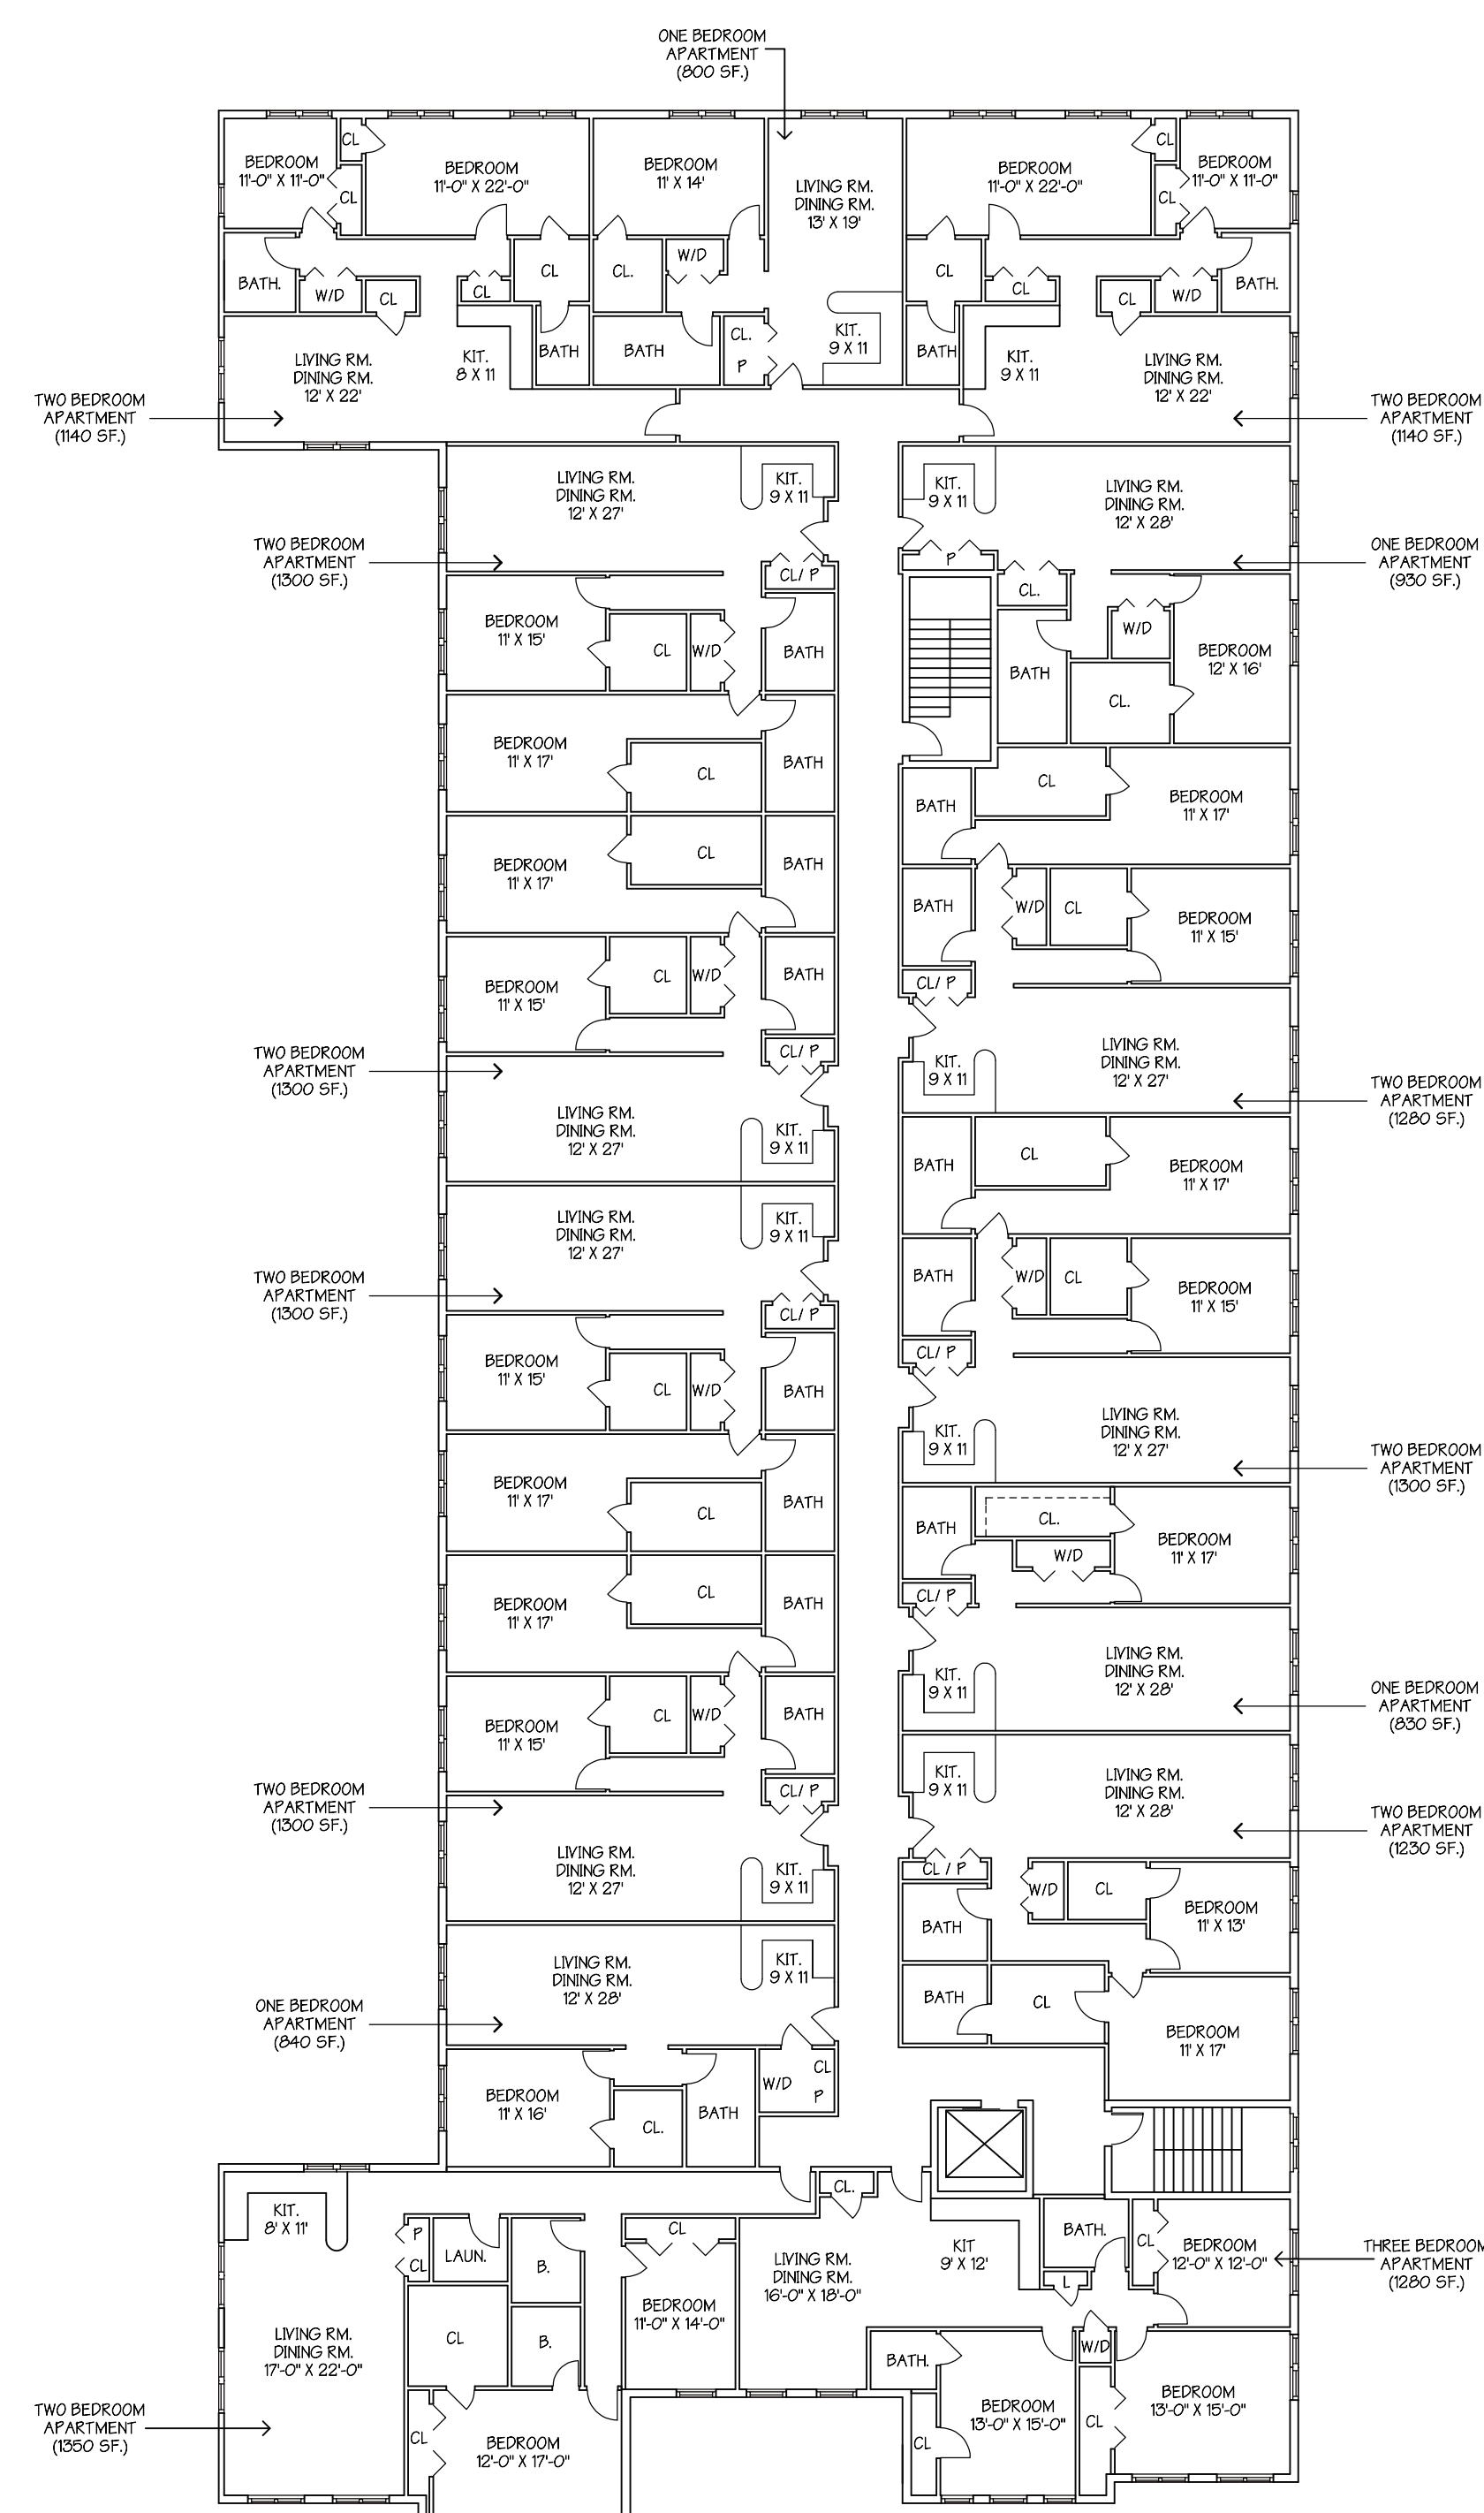 ONE BEDROOM
APARTMENT
(800 SF.)
BEDROOM
11'-0" X 11'-0"
CL
CL
BEDROOM
11'-0" X 22'-0"
BEDROOM
11' X 14'
LIVING RM.
DINING RM.
13' X 19'
BEDROOM
11'-0" X 22'-0"
CL
CL
BEDROOM
11'-0" X 11'-0"
BATH.
W/D
CL
CL
CL
CL.
W/D
CL
CL
CL
W/D
BATH.
LIVING RM.
DINING RM.
12' X 22'
KIT.
8 X 11
BATH
BATH
CL.
P
KIT.
9 X 11
BATH
KIT.
9 X 11
LIVING RM.
DINING RM.
12' X 22'
TWO BEDROOM
APARTMENT
(1140 SF.)
TWO BEDROOM
APARTMENT
(1140 SF.)
LIVING RM.
DINING RM.
12' X 27'
KIT.
9 X 11
KIT.
9 X 11
LIVING RM.
DINING RM.
12' X 28'
TWO BEDROOM
APARTMENT
(1300 SF.)
CL/ P
P
ONE BEDROOM
APARTMENT
(930 SF.)
BEDROOM
11' X 15'
CL
W/D
BATH
CL.
BATH
W/D
CL.
BEDROOM
12' X 16'
BEDROOM
11' X 17'
CL
BATH
BATH
CL
BEDROOM
11' X 17'
BEDROOM
11' X 17'
CL
BATH
BATH
W/D
CL
BEDROOM
11' X 15'
BEDROOM
11' X 15'
CL
W/D
BATH
CL/ P
TWO BEDROOM
APARTMENT
(1300 SF.)
CL/ P
KIT.
9 X 11
LIVING RM.
DINING RM.
12' X 27'
TWO BEDROOM
APARTMENT
(1280 SF.)
LIVING RM.
DINING RM.
12' X 27'
KIT.
9 X 11
BATH
CL
BEDROOM
11' X 17'
LIVING RM.
DINING RM.
12' X 27'
KIT.
9 X 11
TWO BEDROOM
APARTMENT
(1300 SF.)
CL/ P
BATH
W/D
CL
BEDROOM
11' X 15'
CL/ P
BEDROOM
11' X 15'
CL
W/D
BATH
KIT.
9 X 11
LIVING RM.
DINING RM.
12' X 27'
TWO BEDROOM
APARTMENT
(1300 SF.)
BEDROOM
11' X 17'
CL
BATH
BATH
CL.
W/D
BEDROOM
11' X 17'
CL/ P
BEDROOM
11' X 17'
CL
BATH
KIT.
9 X 11
LIVING RM.
DINING RM.
12' X 28'
ONE BEDROOM
APARTMENT
(830 SF.)
BEDROOM
11' X 15'
CL
W/D
BATH
CL/ P
TWO BEDROOM
APARTMENT
(1300 SF.)
KIT.
9 X 11
LIVING RM.
DINING RM.
12' X 28'
TWO BEDROOM
APARTMENT
(1230 SF.)
LIVING RM.
DINING RM.
12' X 27'
KIT.
9 X 11
CL / P
BATH
W/D
CL
BEDROOM
11' X 13'
LIVING RM.
DINING RM.
12' X 28'
KIT.
9 X 11
BATH
CL
BEDROOM
11' X 17'
ONE BEDROOM
APARTMENT
(840 SF.)
BEDROOM
11' X 16'
CL.
BATH
W/D
CL
P
CL.
KIT.
8' X 11'
P
CL
LAUN.
B.
CL
LIVING RM.
DINING RM.
16'-0" X 18'-0"
KIT
9' X 12'
BATH.
L
CL
BEDROOM
12'-0" X 12'-0"
THREE BEDROOM
APARTMENT
(1280 SF.)
LIVING RM.
DINING RM.
17'-0" X 22'-0"
CL
B.
BEDROOM
11'-0" X 14'-0"
BATH.
W/D
BEDROOM
13'-0" X 15'-0"
CL
CL
BEDROOM
13'-0" X 15'-0"
TWO BEDROOM
APARTMENT
(1350 SF.)
CL
BEDROOM
12'-0" X 17'-0"